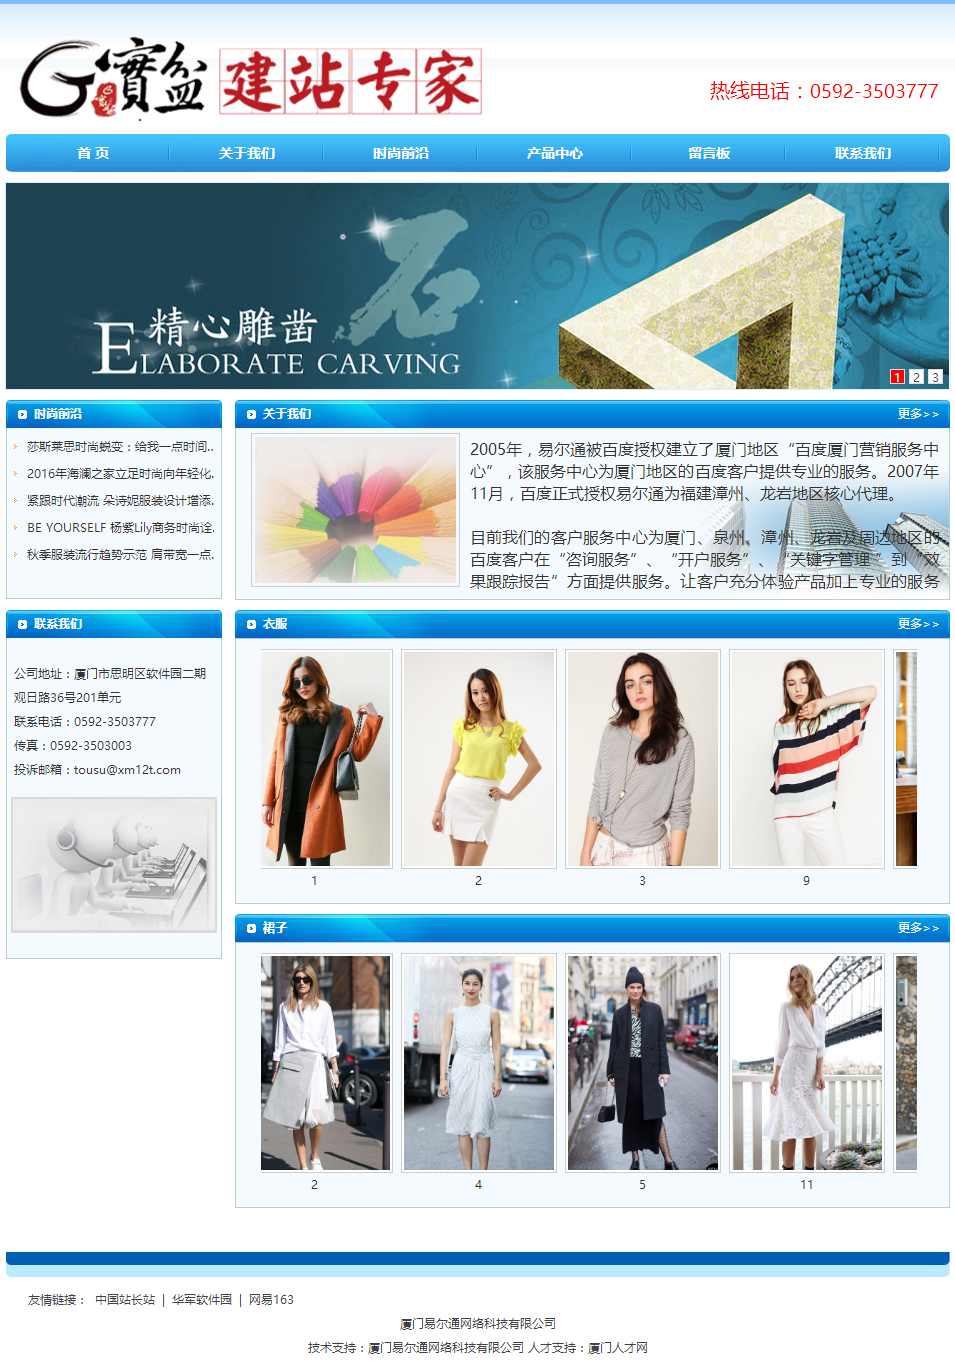 G實盆 建站专家
热线电话：0592-3503777
首 页 关于我们 时尚前沿 产品中心 留言板 联系我们
石
精心雕凿
ELABORATE CARVING
1 2 3
时尚前沿
莎斯莱思时尚蜕变：给我一点时间..
2016年海澜之家立足时尚向年轻化.
紧跟时代潮流 朵诗妮服装设计增添.
BE YOURSELF 杨紫Lily商务时尚诠.
秋季服装流行趋势示范 肩带宽一点.
关于我们 更多>>
2005年，易尔通被百度授权建立了厦门地区“百度厦门营销服务中
心”，该服务中心为厦门地区的百度客户提供专业的服务。2007年
11月，百度正式授权易尔通为福建漳州、龙岩地区核心代理。
目前我们的客户服务中心为厦门、泉州、漳州、龙岩及周边地区的
百度客户在“咨询服务”、“开户服务”、“关键字管理”到“效
果跟踪报告”方面提供服务。让客户充分体验产品加上专业的服务
联系我们
公司地址：厦门市思明区软件园二期
观日路36号201单元
联系电话：0592-3503777
传真：0592-3503003
投诉邮箱：tousu@xm12t.com
衣服 更多>>
1 2 3 9
裙子 更多>>
2 4 5 11
友情链接： 中国站长站 | 华军软件园 | 网易163
厦门易尔通网络科技有限公司
技术支持：厦门易尔通网络科技有限公司 人才支持：厦门人才网